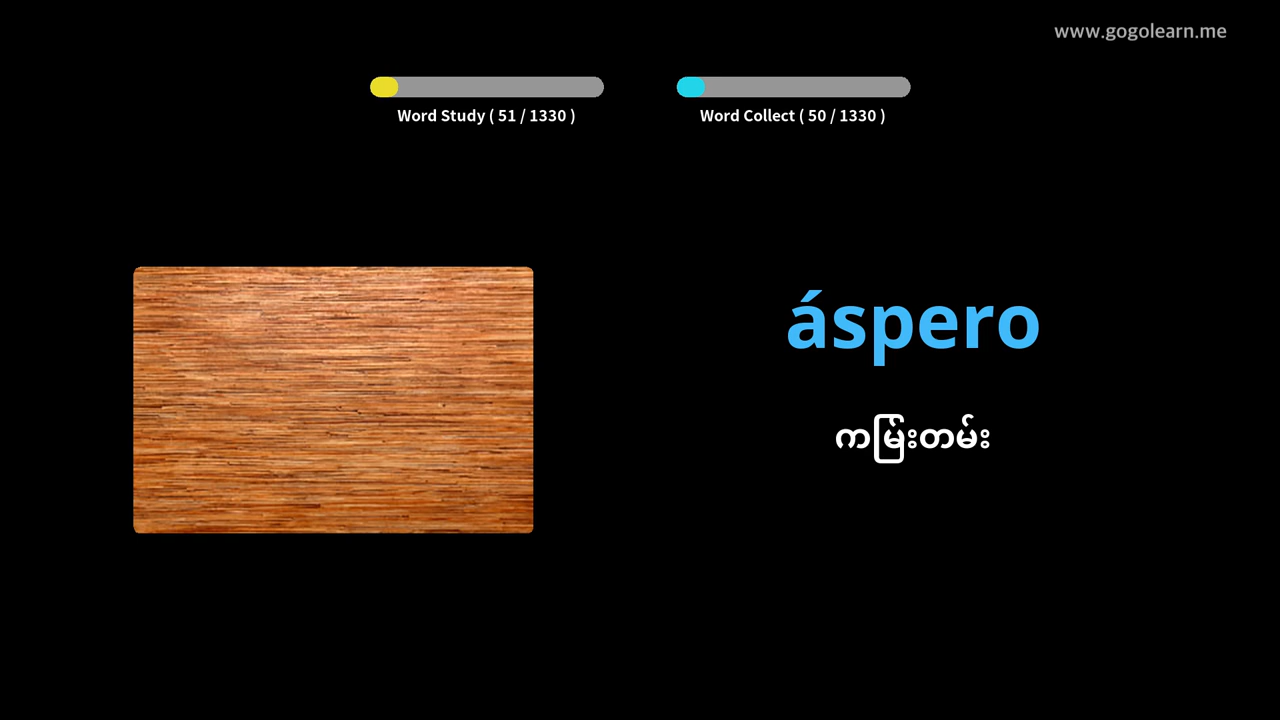 www.gogolearn.me
Word Study ( 51 / 1330 )
Word Collect ( 50 / 1330 )
áspero
ကမြ်းတမ်း